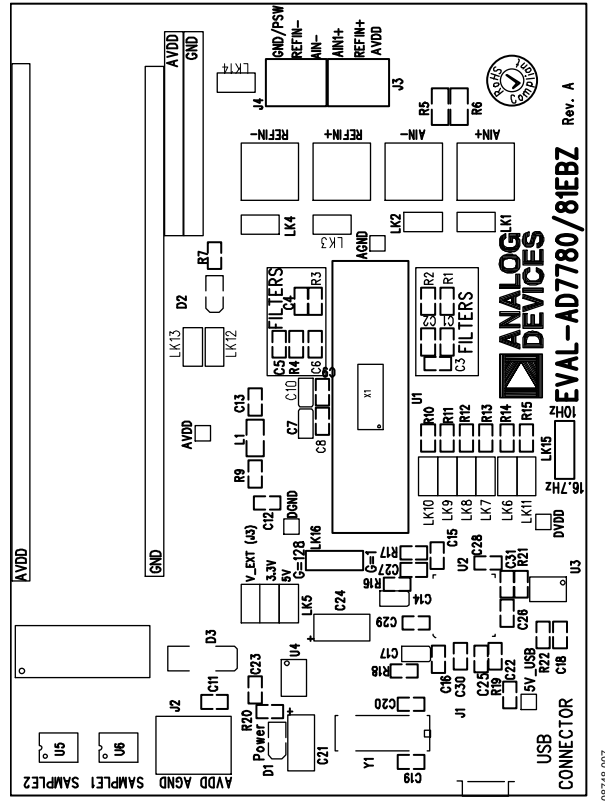 GND/PSW
REFIN-
AIN-
AIN1+
REFIN+
AVDD
J4
J3
LK14
AVDD
GND
R5
R6
RoHS
Compliant
REFIN-
REFIN+
AIN-
AIN+
LK4
LK3
LK2
LK1
AGND
R7
D2
LK13
LK12
FILTERS
C4
R3
C5
R4
C6
R2
R1
C2
C1
C3
FILTERS
ANALOG
DEVICES
EVAL-AD7780/81EBZ
Rev. A
C9
C10
C7
C8
X1
U1
AVDD
C13
L1
R9
C12
DGND
R10
R11
R12
R13
R14
R15
LK10
LK9
LK8
LK7
LK6
LK11
10Hz
LK15
16.7Hz
DVDD
AVDD
GND
V_EXT (J3)
3.3V
5V
LK5
G=128
LK16
G=1
R17
C27
R16
C14
C15
U2
C28
C31
R21
U3
C24
C29
C26
D3
U4
C17
R18
C16
C30
C25
R19
C22
R22
C18
5V_USB
J2
C11
C23
R20
Power
D1
C21
C20
Y1
C19
J1
USB
CONNECTOR
U5
U6
SAMPLE2
SAMPLE1
AVDD
AGND
AVDD
08748-007